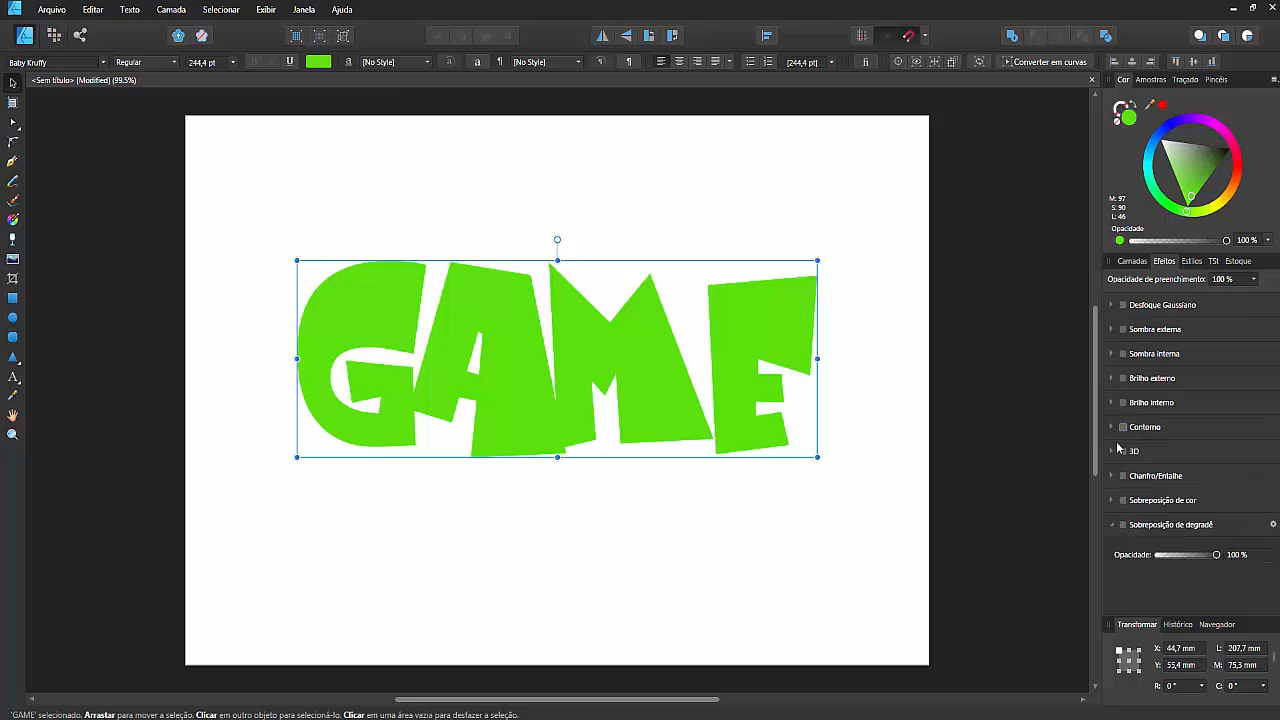 Arquivo Editar Texto Camada Selecionar Exibir Janela Ajuda
Baby Kruffy Regular 244,4 pt B I U a [No Style] a a ¶ [No Style] ¶ ¶ [244,4 pt] fi Converter em curvas
<Sem título> [Modified] (99.5%)
Cor Amostras Traçado Pincéis
M: 97
S: 90
L: 46
Opacidade
100 %
Camadas Efeitos Estilos TSI Estoque
Opacidade de preenchimento: 100 %
Desfoque Gaussiano
Sombra externa
Sombra interna
Brilho externo
Brilho interno
Contorno
3D
Chanfro/Entalhe
Sobreposição de cor
Sobreposição de degradê
Opacidade: 100 %
GAME
A
Transformar Histórico Navegador
X: 44,7 mm L: 207,7 mm
Y: 55,4 mm M: 75,3 mm
R: 0 ° C: 0 °
'GAME' selecionado, Arrastar para mover a seleção, Clicar em outro objeto para selecioná-lo. Clicar em uma área vazia para desfazer a seleção.